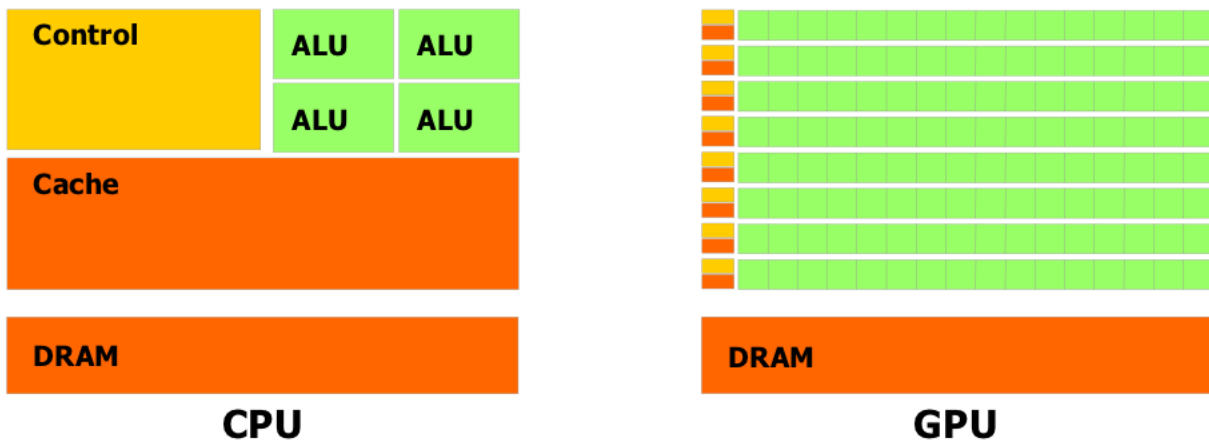 Control
ALU ALU
ALU ALU
Cache
DRAM
CPU
DRAM
GPU